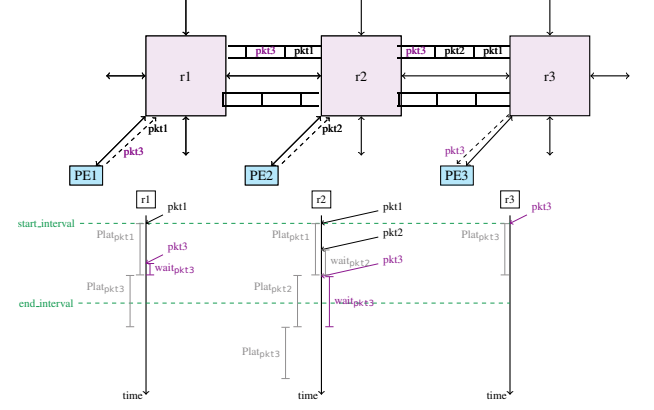 pkt3 pkt1
pkt3 pkt2 pkt1
r1
r2
r3
pkt1
pkt3
pkt2
pkt3
PE1
PE2
PE3
r1
r2
r3
pkt1
pkt1
pkt3
start_interval
Plat_pkt1
Plat_pkt1
pkt2
Plat_pkt3
pkt3
wait_pkt3
wait_pkt2
pkt3
Plat_pkt3
Plat_pkt2
end_interval
wait_pkt3
Plat_pkt3
time
time
time